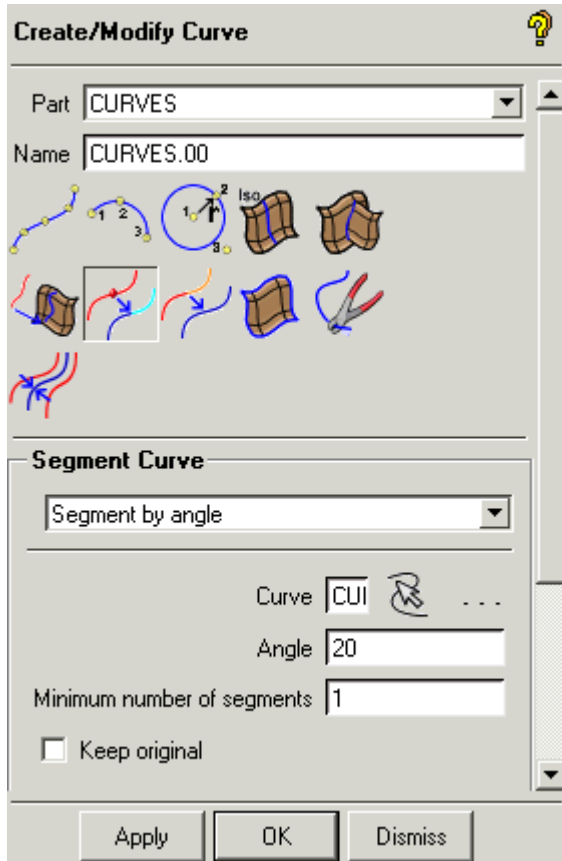 Create/Modify Curve
Part CURVES
Name CURVES.00
1 2 3
1 r 2 3
Iso
Segment Curve
Segment by angle
Curve CUI ...
Angle 20
Minimum number of segments 1
Keep original
Apply OK Dismiss